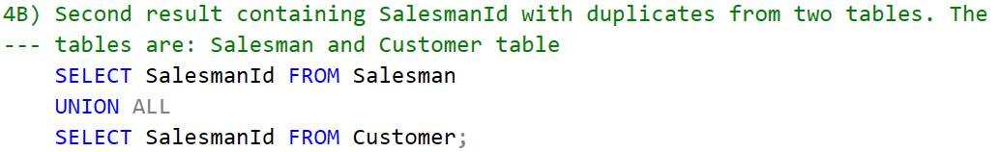 4B) Second result containing SalesmanId with duplicates from two tables. The
--- tables are: Salesman and Customer table
SELECT SalesmanId FROM Salesman
UNION ALL
SELECT SalesmanId FROM Customer;